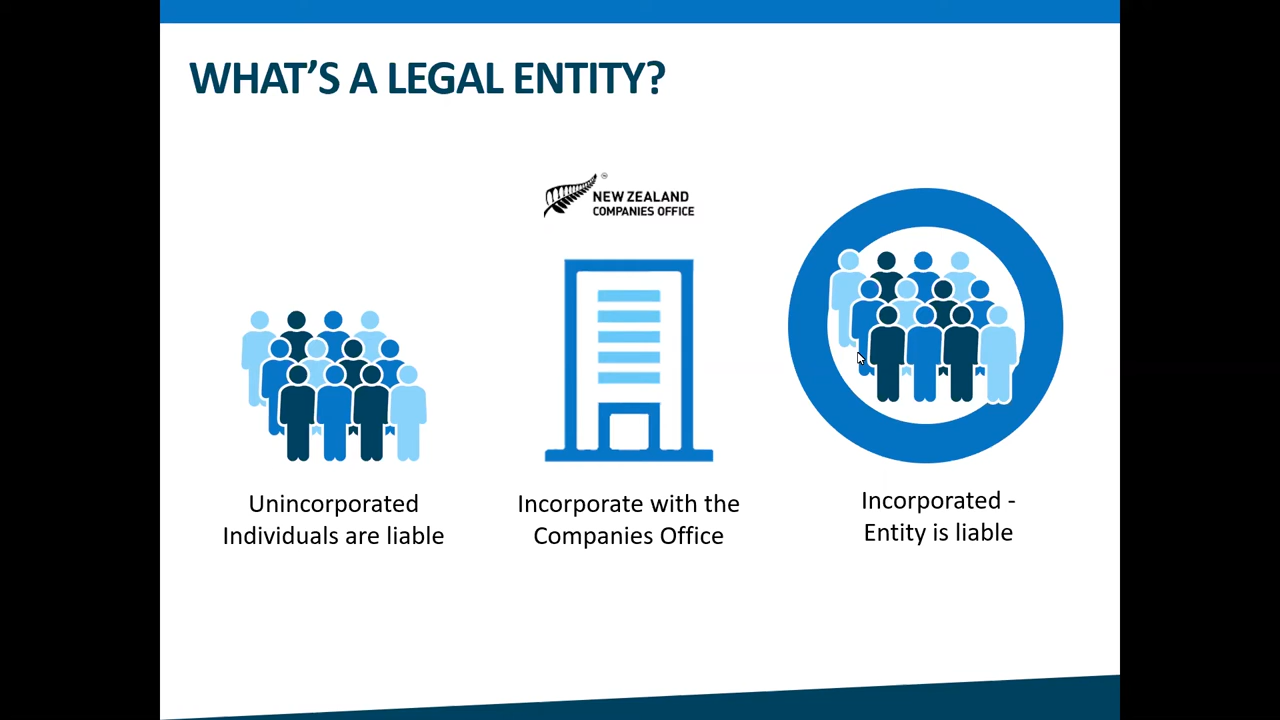 WHAT'S A LEGAL ENTITY?
NEW ZEALAND
COMPANIES OFFICE
Unincorporated
Individuals are liable
Incorporate with the
Companies Office
Incorporated -
Entity is liable